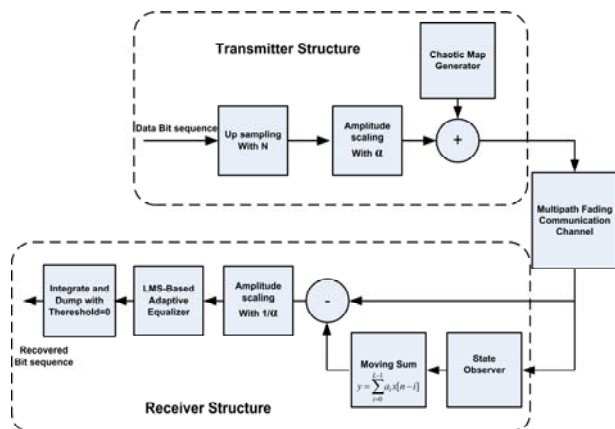 Transmitter Structure
Chaotic Map
Generator
Data Bit sequence
Up sampling
With N
Amplitude
scaling
With α
+
Multipath Fading
Communication
Channel
Integrate and
Dump with
Thereshold=0
LMS-Based
Adaptive
Equalizer
Amplitude
scaling
With 1/α
-
Recovered
Bit sequence
Moving Sum
y = \sum_{i=0}^{L-1} a_i x[n-i]
State
Observer
Receiver Structure